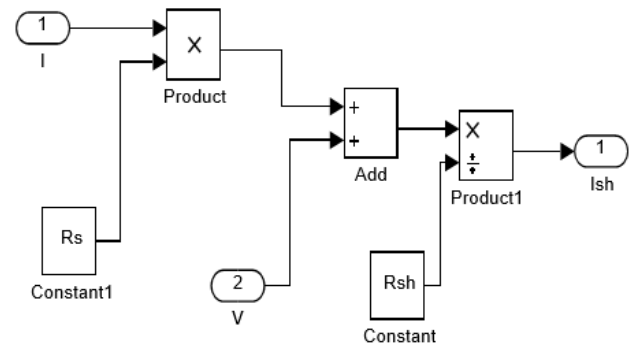 1
I
X
Product
+
+
Add
X
÷
Product1
1
Ish
Rs
Constant1
2
V
Rsh
Constant